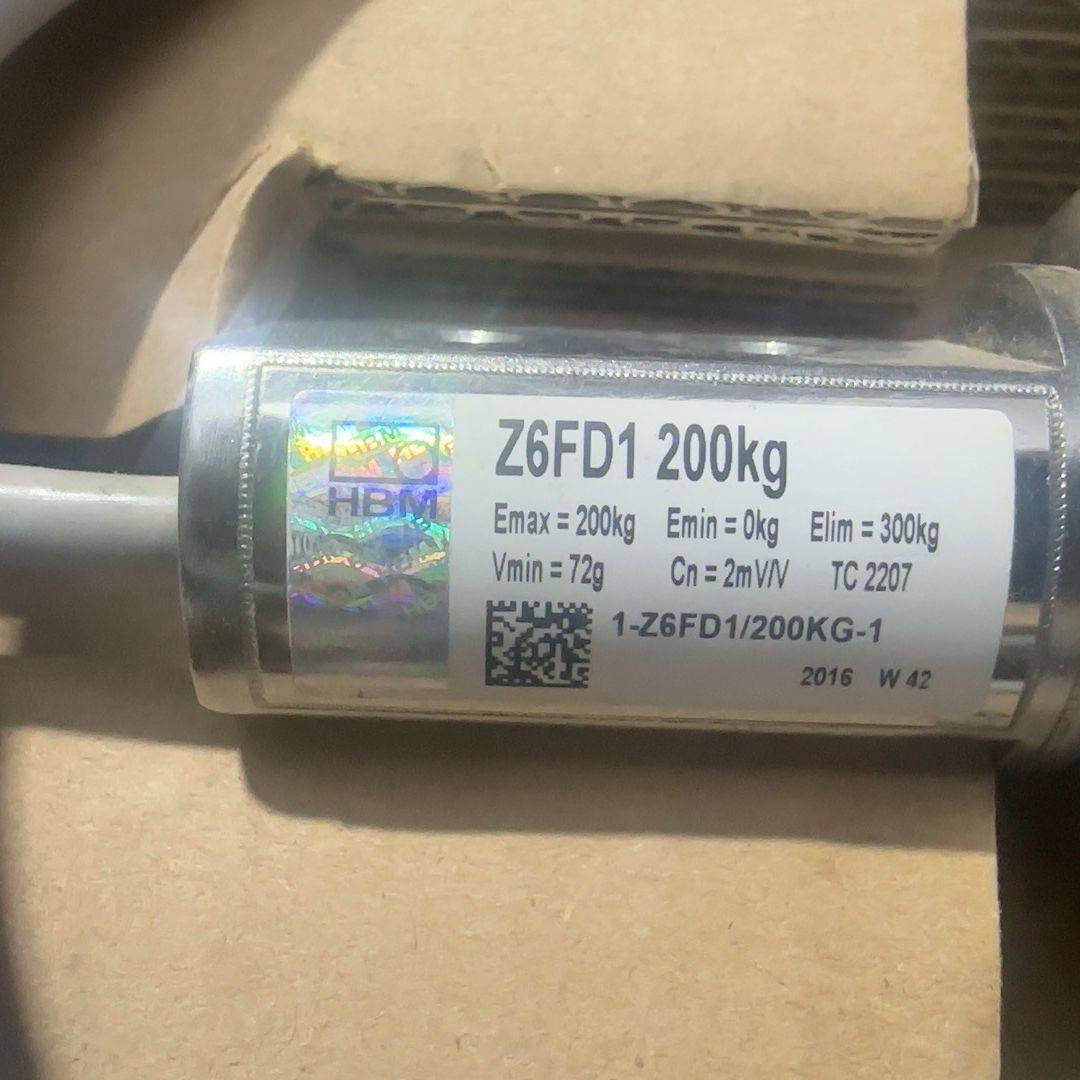 HBM
HBM
Z6FD1 200kg
Emax = 200kg Emin = 0kg Elim = 300kg
Vmin = 72g Cn = 2mV/V TC 2207
1-Z6FD1/200KG-1
2016 W 42